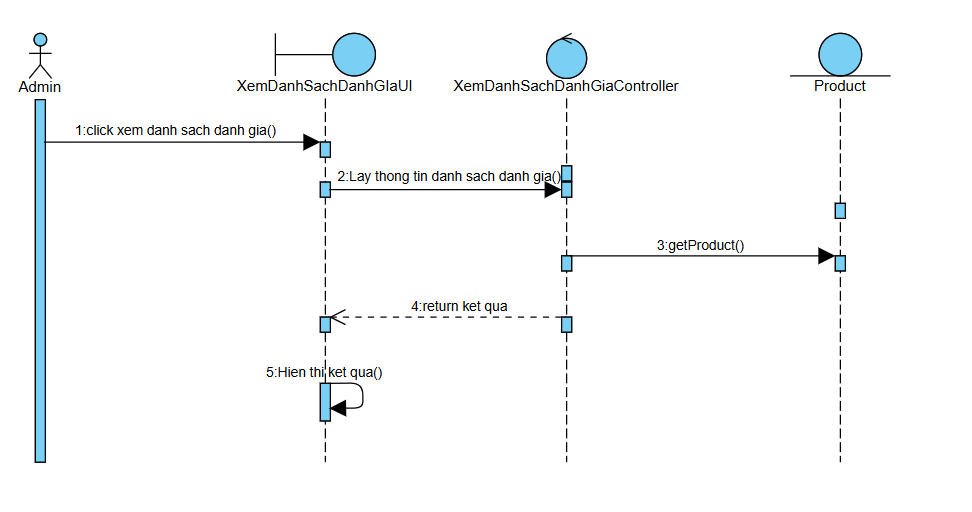 Admin
XemDanhSachDanhGIaUI
XemDanhSachDanhGiaController
Product
1:click xem danh sach danh gia()
2:Lay thong tin danh sach danh gia()
3:getProduct()
4:return ket qua
5:Hien thi ket qua()